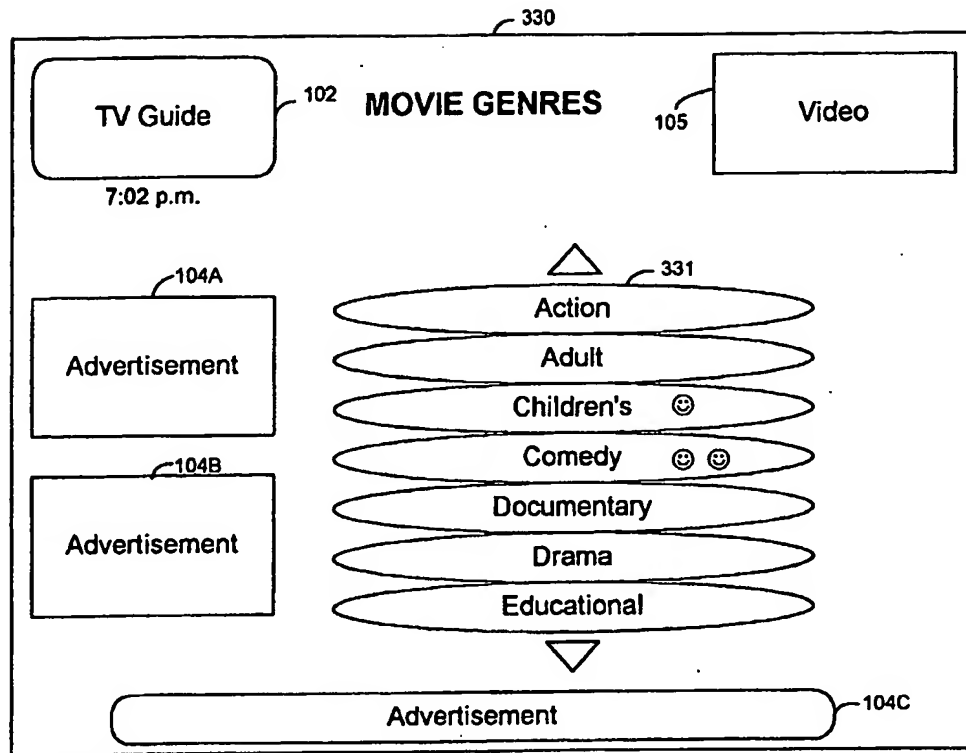 330
TV Guide
102
MOVIE GENRES
105
Video
7:02 p.m.
104A
Advertisement
104B
Advertisement
331
Action
Adult
Children's
Comedy
Documentary
Drama
Educational
Advertisement
104C